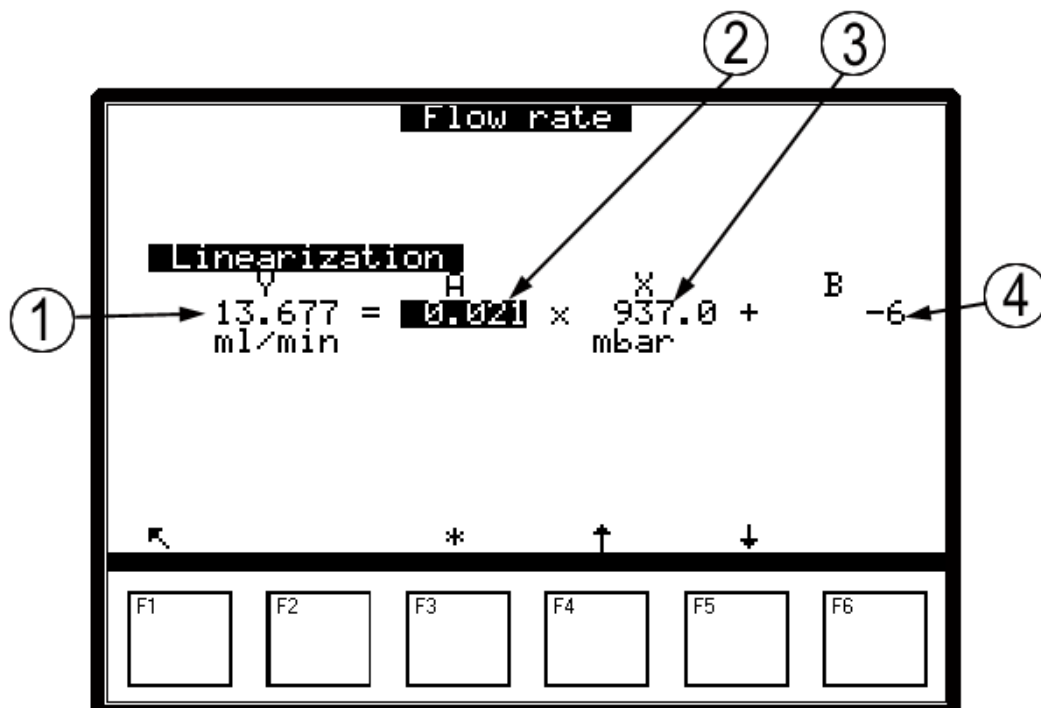 2 3
Flow rate
Linearization
Y A X B
1 13.677 = 0.021 x 937.0 + -6 4
ml/min mbar
↖ * ↑ ↓
F1 F2 F3 F4 F5 F6